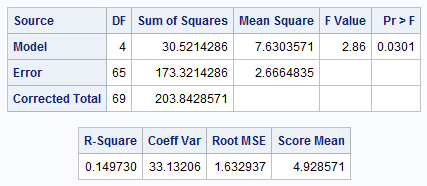 Source DF Sum of Squares Mean Square F Value Pr > F
Model 4 30.5214286 7.6303571 2.86 0.0301
Error 65 173.3214286 2.6664835
Corrected Total 69 203.8428571
R-Square Coeff Var Root MSE Score Mean
0.149730 33.13206 1.632937 4.928571